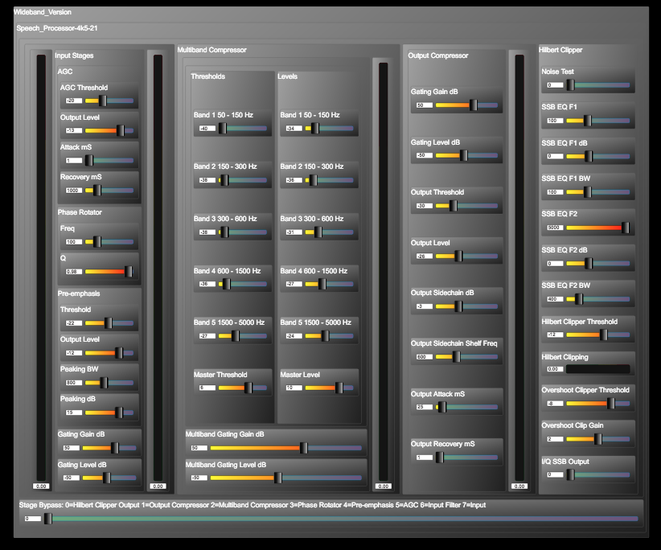 Wideband_Version
Speech_Processor-4k5-21
Input Stages
AGC
AGC Threshold
-20
Output Level
-13
Attack mS
1
Recovery mS
1000
Phase Rotator
Freq
100
Q
0.98
Pre-emphasis
Threshold
-22
Output Level
-12
Peaking BW
800
Peaking dB
15
Gating Gain dB
50
Gating Level dB
-50
0.00
0.00
Multiband Compressor
Thresholds
Levels
Band 1 50 - 150 Hz
-40
Band 1 50 - 150 Hz
-34
Band 2 150 - 300 Hz
Band 2 150 - 300 Hz
Band 3 300 - 600 Hz
Band 3 300 - 600 Hz
-31
Band 4 600 - 1500 Hz
-36
Band 4 600 - 1500 Hz
-27
Band 5 1500 - 5000 Hz
-27
Band 5 1500 - 5000 Hz
-24
Master Threshold
Master Level
Multiband Gating Gain dB
50
Multiband Gating Level dB
-50
0.00
Output Compressor
Gating Gain dB
50
Gating Level dB
Output Threshold
-30
Output Level
Output Sidechain dB
-3
Output Sidechain Shelf Freq
600
Output Attack mS
Output Recovery mS
1
0.00
Hilbert Clipper
Noise Test
0
SSB EQ F1
100
SSB EQ F1 dB
0
SSB EQ F1 BW
100
SSB EQ F2
5000
SSB EQ F2 dB
0
SSB EQ F2 BW
400
Hilbert Clipper Threshold
-12
Hilbert Clipping
0.00
Overshoot Clipper Threshold
Overshoot Clip Gain
2
I/Q SSB Output
0
Stage Bypass: 0=Hilbert Clipper Output 1=Output Compressor 2=Multiband Compressor 3=Phase Rotator 4=Pre-emphasis 5=AGC 6=Input Filter 7=Input
0